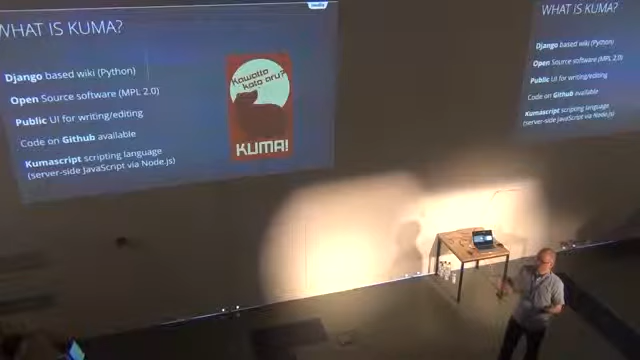 WHAT IS KUMA?
Django based wiki (Python)
Open Source software (MPL 2.0)
Public UI for writing/editing
Code on Github available
Kumascript scripting language
(server-side JavaScript via Node.js)
Kawatta
koto aru?
KUMA!
WHAT IS KUMA?
Django based wiki (Python)
Open Source software (MPL 2.0)
Public UI for writing/editing
Code on Github available
Kumascript scripting language
(server-side JavaScript via Node.js)